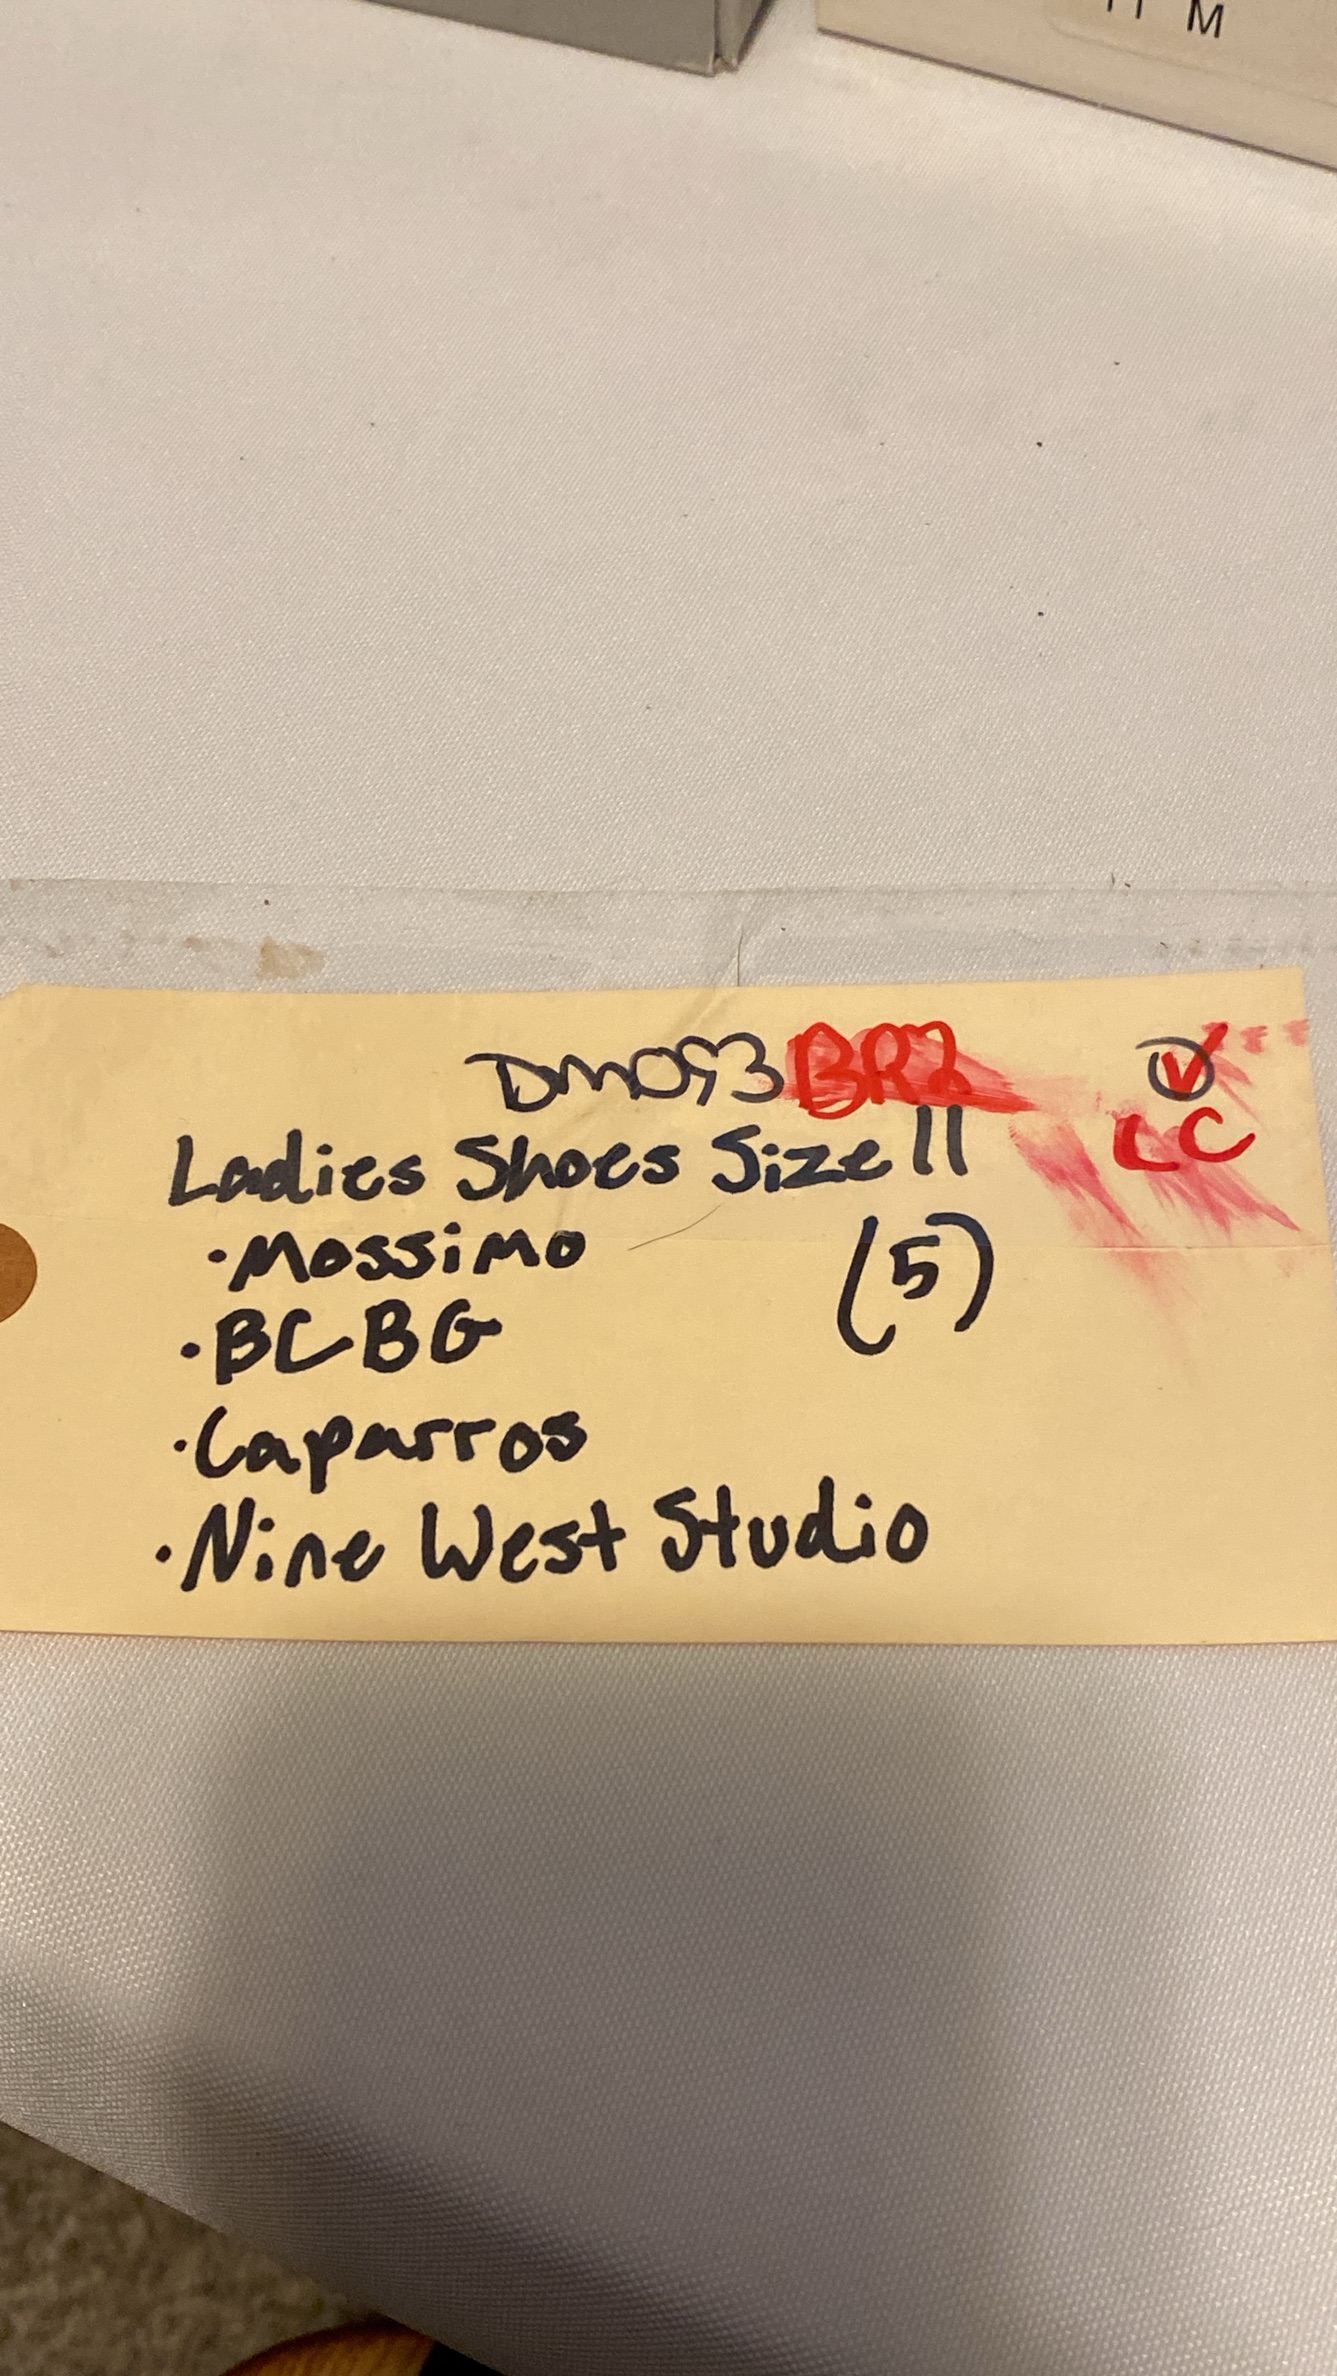 11 M
DM093 BR2
LC
Ladies Shoes Size 11
(5)
·Mossimo
·BCBG
·Caparros
·Nine West Studio